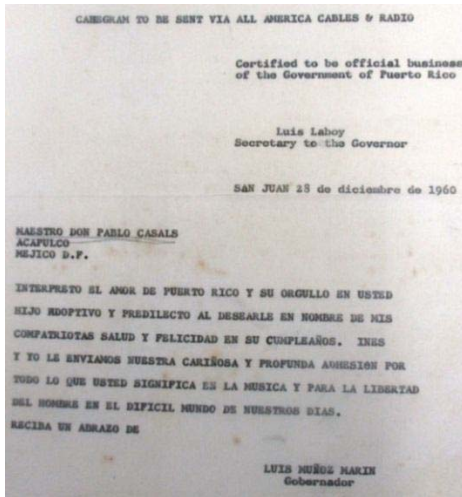 CABEGRAM TO BE SENT VIA ALL AMERICA CABLES & RADIO
Certified to be official business
of the Government of Puerto Rico
Luis Laboy
Secretary to the Governor
SAN JUAN 28 de diciembre de 1960
MAESTRO DON PABLO CASALS
ACAPULCO
MEJICO D.F.
INTERPRETO EL AMOR DE PUERTO RICO Y SU ORGULLO EN USTED
HIJO ADOPTIVO Y PREDILECTO AL DESEARLE EN NOMBRE DE MIS
COMPATRIOTAS SALUD Y FELICIDAD EN SU CUMPLEAÑOS. INES
Y YO LE ENVIAMOS NUESTRA CARIÑOSA Y PROFUNDA ADHESION POR
TODO LO QUE USTED SIGNIFICA EN LA MUSICA Y PARA LA LIBERTAD
DEL HOMBRE EN EL DIFICIL MUNDO DE NUESTROS DIAS.
RECIBA UN ABRAZO DE
LUIS MUÑOZ MARIN
Gobernador